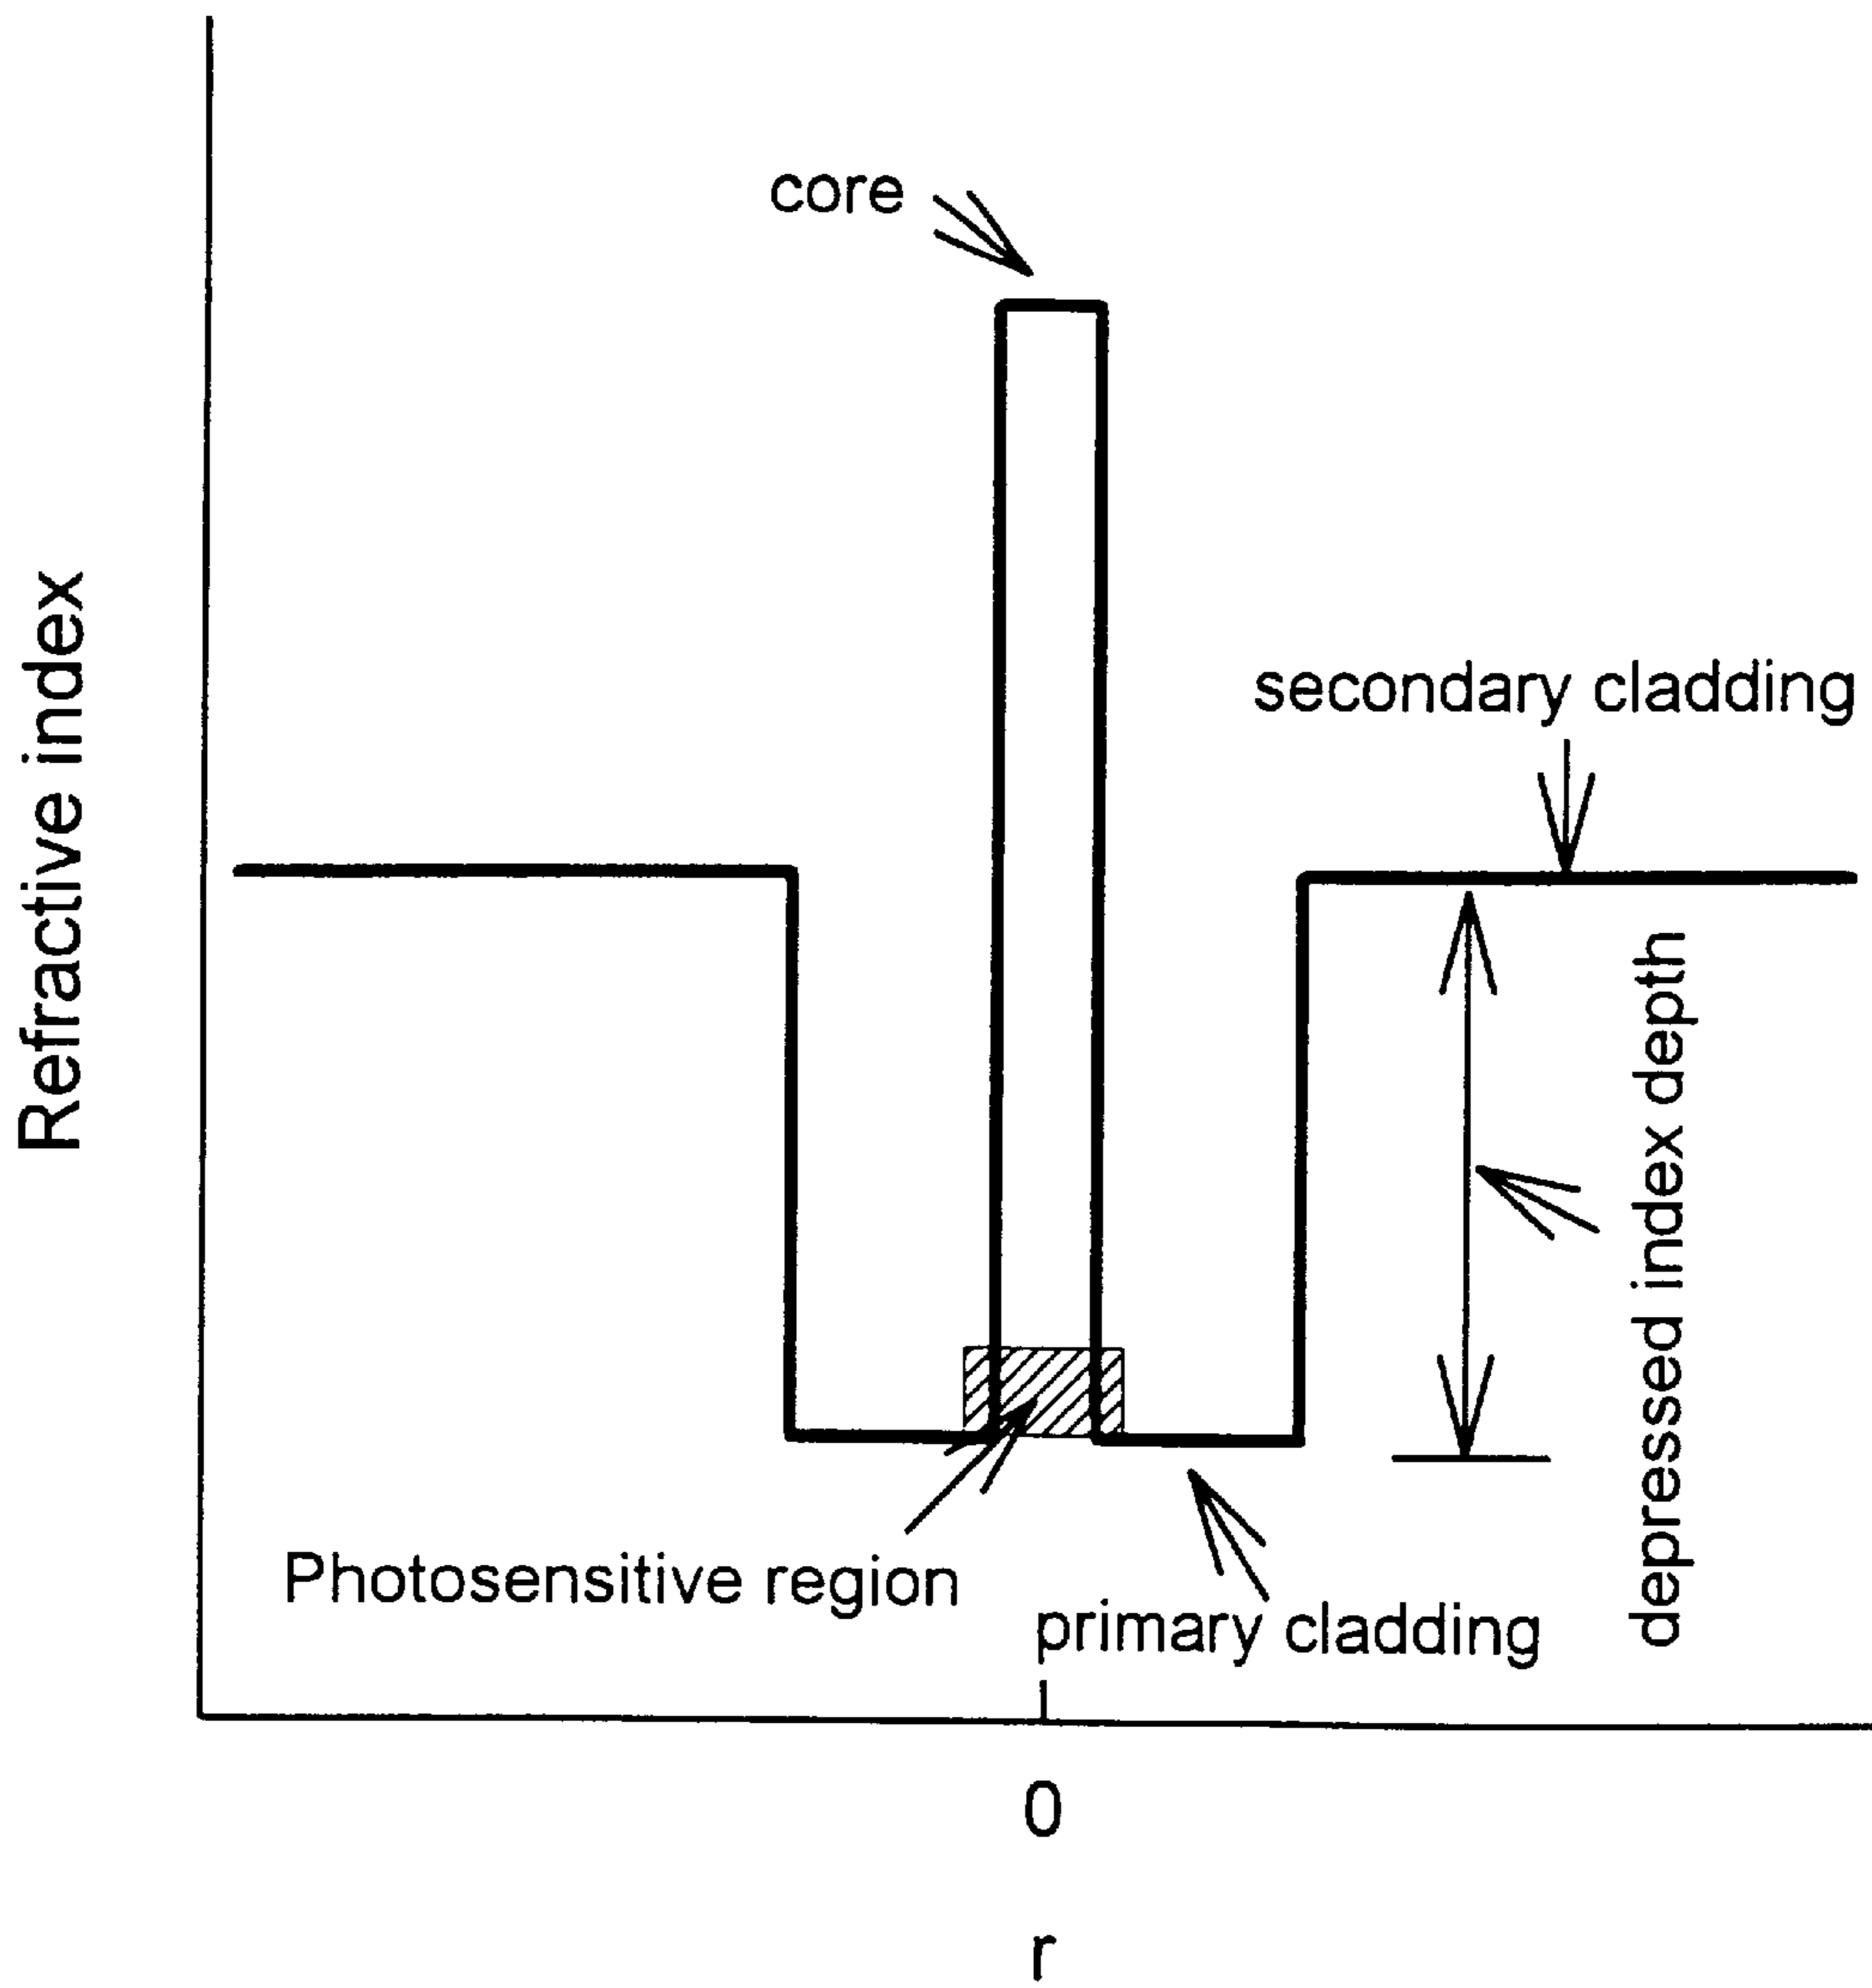 core
Refractive index
secondary cladding
depressed index depth
Photosensitive region
primary cladding
0
r